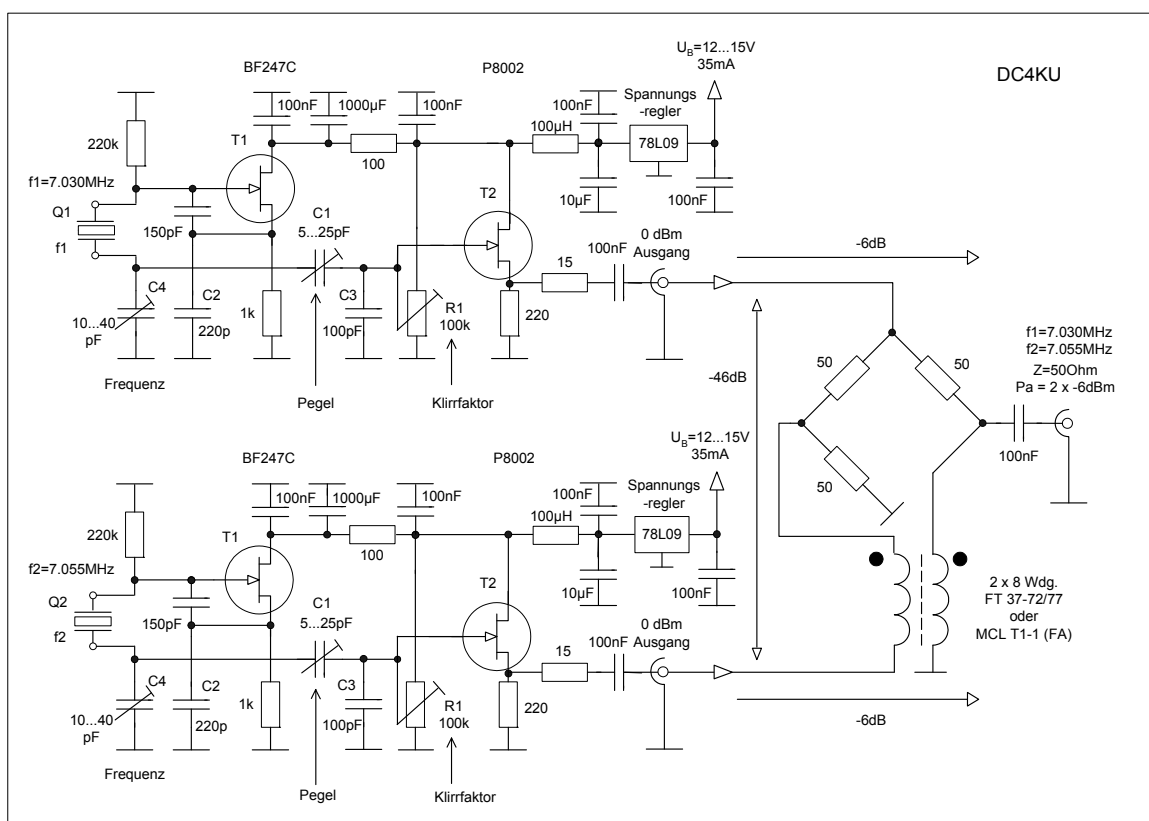 DC4KU
BF247C
P8002
UB=12...15V
35mA
100nF
1000µF
100nF
100nF
Spannungs
-regler
220k
T1
100
100µH
78L09
f1=7.030MHz
Q1
f1
150pF
C1
5...25pF
T2
10µF
100nF
0 dBm
Ausgang
100nF
-6dB
C4
10...40
pF
C2
220p
1k
C3
100pF
R1
100k
15
220
Frequenz
Pegel
Klirrfaktor
-46dB
50
50
f1=7.030MHz
f2=7.055MHz
Z=50Ohm
Pa = 2 x -6dBm
50
100nF
BF247C
P8002
UB=12...15V
35mA
100nF
1000µF
100nF
100nF
Spannungs
-regler
220k
T1
100
100µH
78L09
f2=7.055MHz
Q2
f2
150pF
C1
5...25pF
T2
10µF
100nF
0 dBm
Ausgang
100nF
2 x 8 Wdg.
FT 37-72/77
oder
MCL T1-1 (FA)
C4
10...40
pF
C2
220p
1k
C3
100pF
R1
100k
15
220
-6dB
Frequenz
Pegel
Klirrfaktor